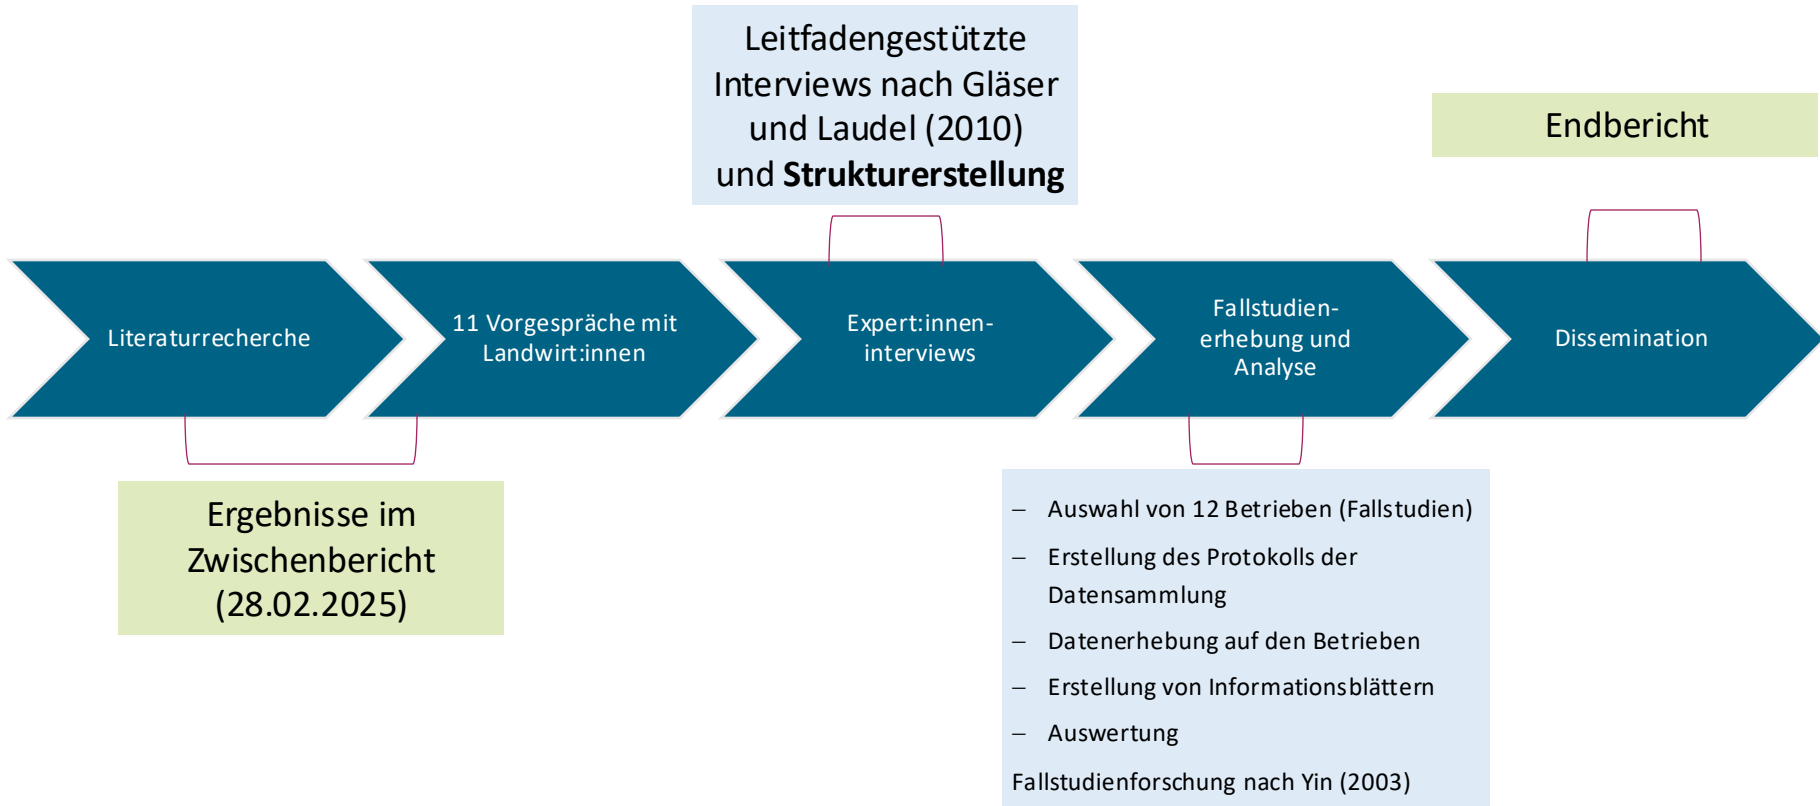 Leitfadengestützte
Interviews nach Gläser
und Laudel (2010)
und Strukturerstellung
Endbericht
Literaturrecherche
11 Vorgespräche mit
Landwirt:innen
Expert:innen-
interviews
Fallstudien-
erhebung und
Analyse
Dissemination
Ergebnisse im
Zwischenbericht
(28.02.2025)
– Auswahl von 12 Betrieben (Fallstudien)
– Erstellung des Protokolls der
Datensammlung
– Datenerhebung auf den Betrieben
– Erstellung von Informationsblättern
– Auswertung
Fallstudienforschung nach Yin (2003)